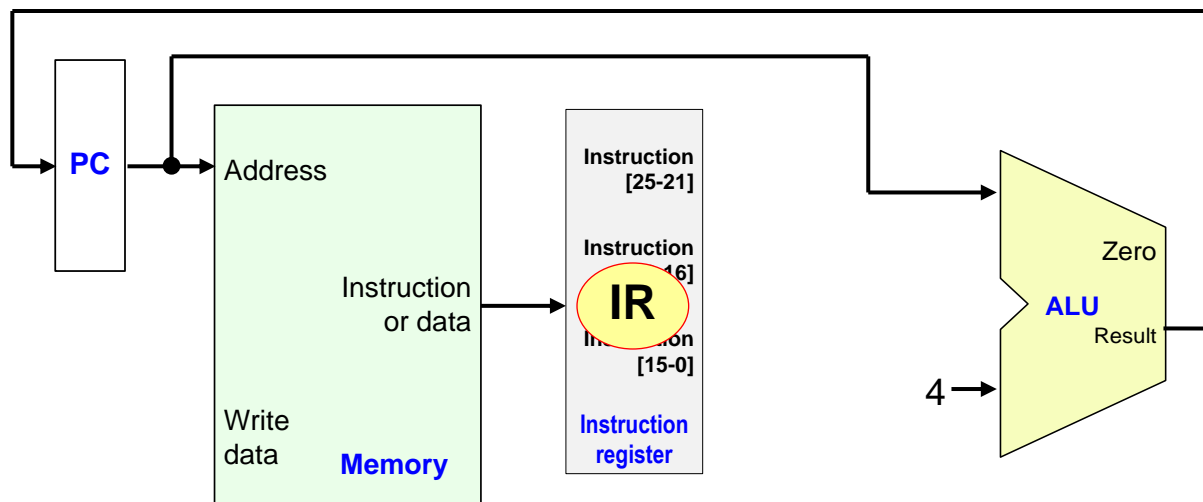 PC
Address
Instruction
or data
Write
data
Memory
Instruction
[25-21]
Instruction
16]
IR
[15-0]
Instruction
register
Zero
ALU
Result
4